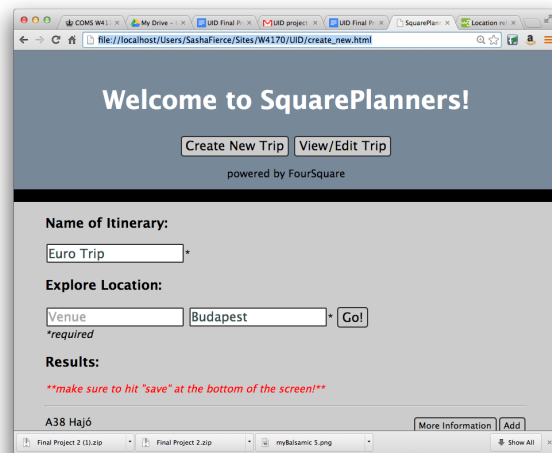 COMS W41
My Drive -
UID Final Pr
UID project
UID Final Pr
SquarePlann
Location rel
file://localhost/Users/SashaFierce/Sites/W4170/UID/create_new.html
Welcome to SquarePlanners!
Create New Trip View/Edit Trip
powered by FourSquare
Name of Itinerary:
Euro Trip *
Explore Location:
Venue Budapest * Go!
*required
Results:
**make sure to hit "save" at the bottom of the screen!**
A38 Hajó More Information Add
Final Project 2 (1).zip Final Project 2.zip myBalsamic 5.png Show All